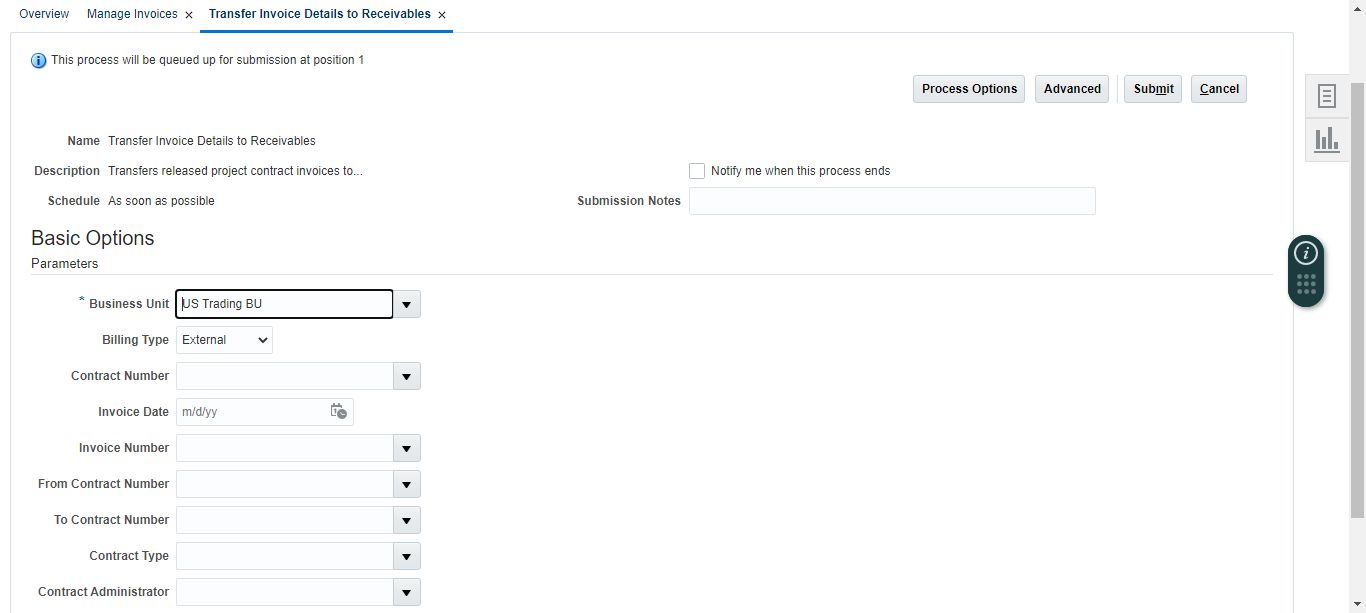 Overview Manage Invoices × Transfer Invoice Details to Receivables ×
This process will be queued up for submission at position 1
Process Options Advanced Submit Cancel
Name Transfer Invoice Details to Receivables
Description Transfers released project contract invoices to... Notify me when this process ends
Schedule As soon as possible Submission Notes
Basic Options
Parameters
* Business Unit US Trading BU
Billing Type External
Contract Number
Invoice Date m/d/yy
Invoice Number
From Contract Number
To Contract Number
Contract Type
Contract Administrator